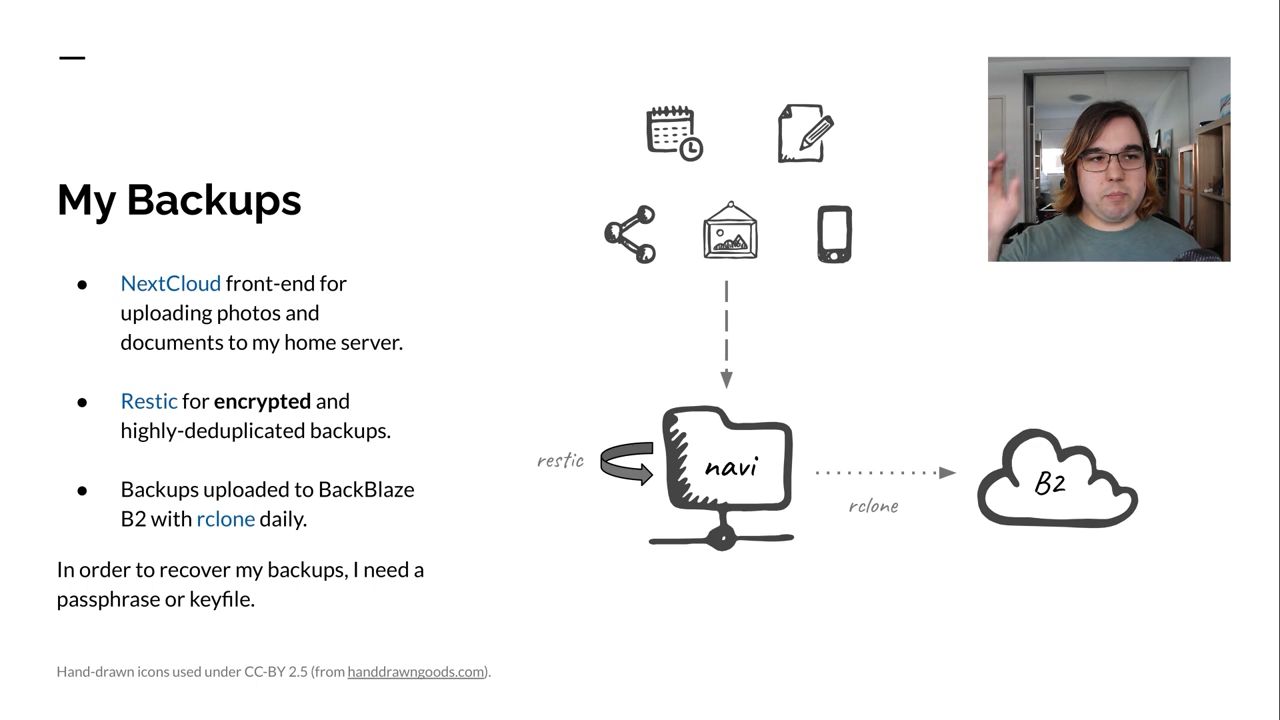 My Backups
● NextCloud front-end for
uploading photos and
documents to my home server.
● Restic for encrypted and
highly-deduplicated backups.
● Backups uploaded to BackBlaze
B2 with rclone daily.
In order to recover my backups, I need a
passphrase or keyfile.
restic
navi
rclone
B2
Hand-drawn icons used under CC-BY 2.5 (from handdrawngoods.com).